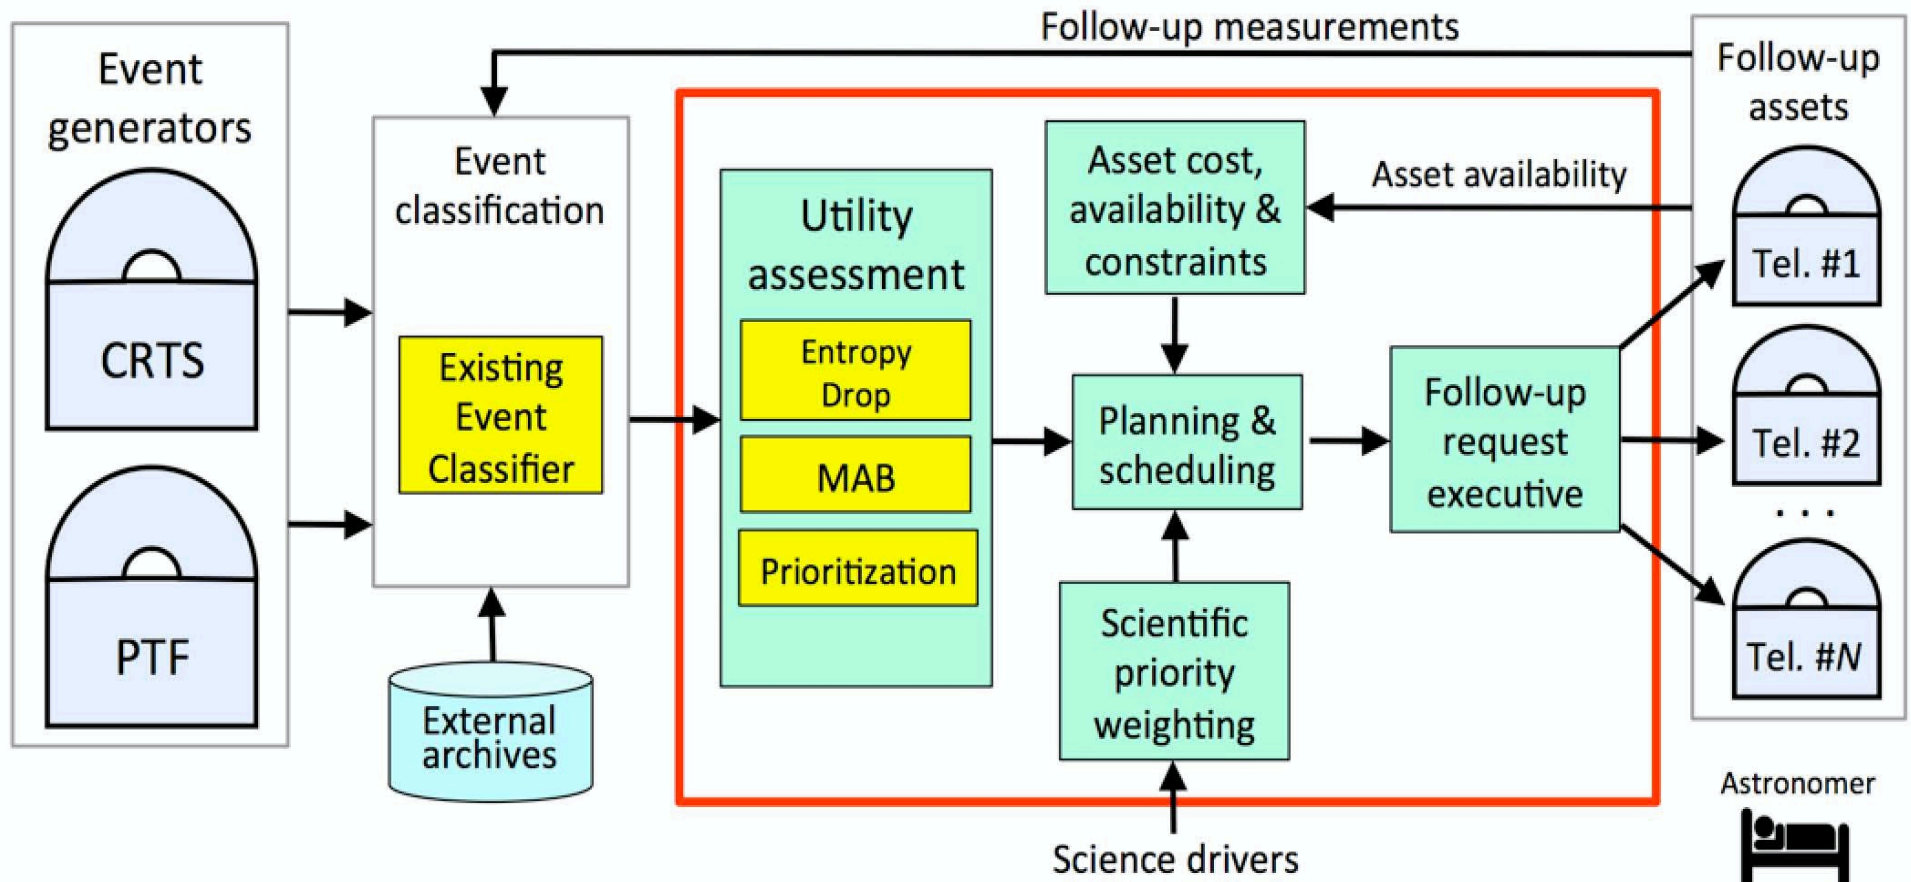 Event
generators
CRTS
PTF
Follow-up measurements
Event
classification
Existing
Event
Classifier
External
archives
Utility
assessment
Entropy
Drop
MAB
Prioritization
Asset cost,
availability &
constraints
Asset availability
Planning &
scheduling
Scientific
priority
weighting
Science drivers
Follow-up
request
executive
Follow-up
assets
Tel. #1
Tel. #2
. . .
Tel. #N
Astronomer